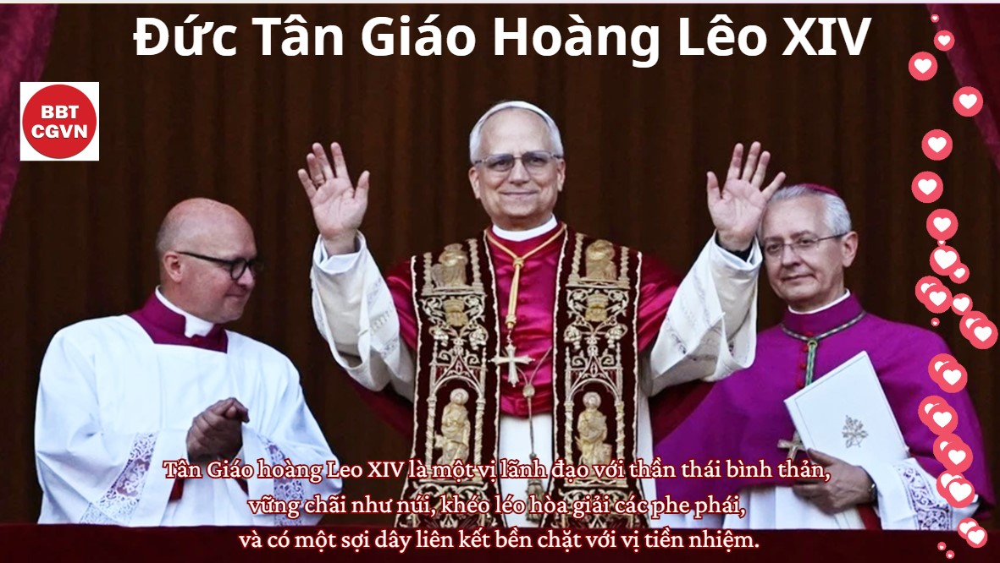 Đức Tân Giáo Hoàng Lêo XIV
BBT
CGVN
Tân Giáo hoàng Leo XIV là một vị lãnh đạo với thần thái bình thản,
vững chãi như núi, khéo léo hòa giải các phe phái,
và có một sợi dây liên kết bền chặt với vị tiền nhiệm.